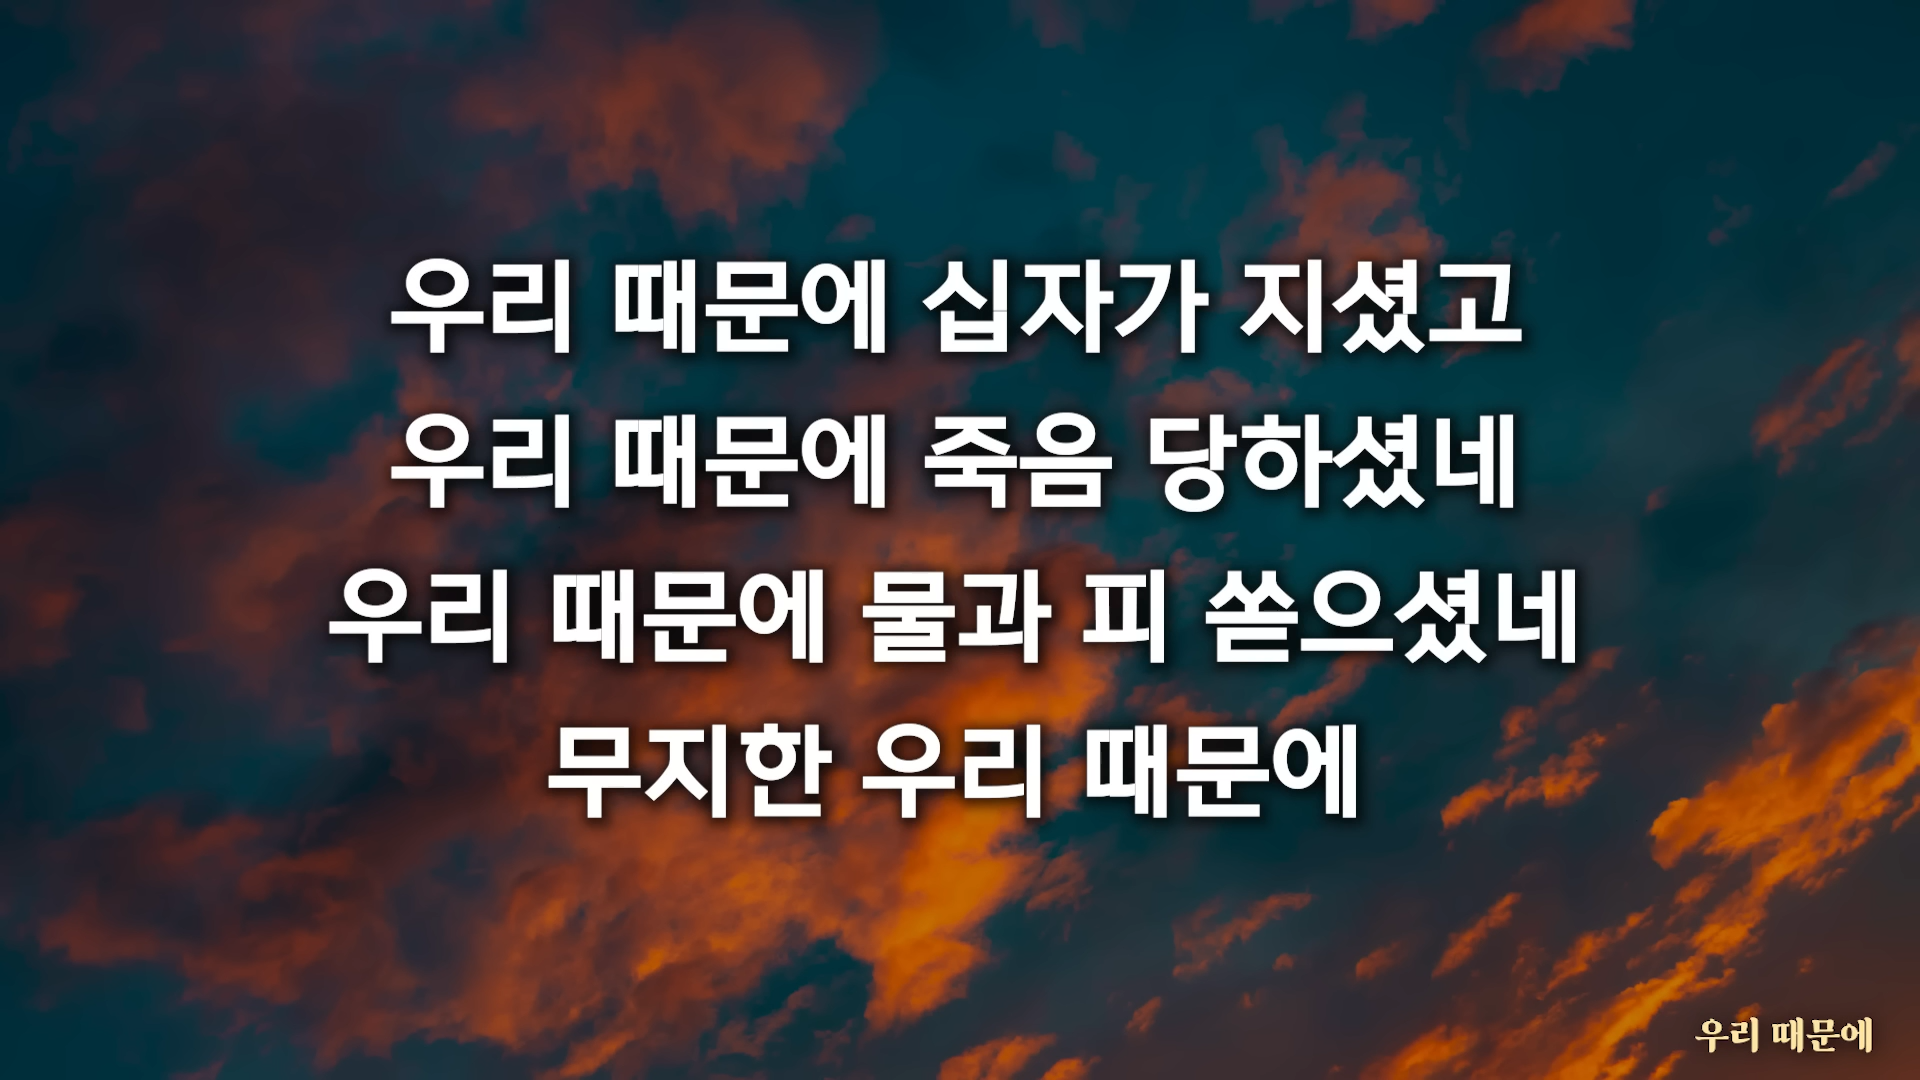 우리 때문에 십자가 지셨고
우리 때문에 죽음 당하셨네
우리 때문에 물과 피 쏟으셨네
무지한 우리 때문에
우리 때문에